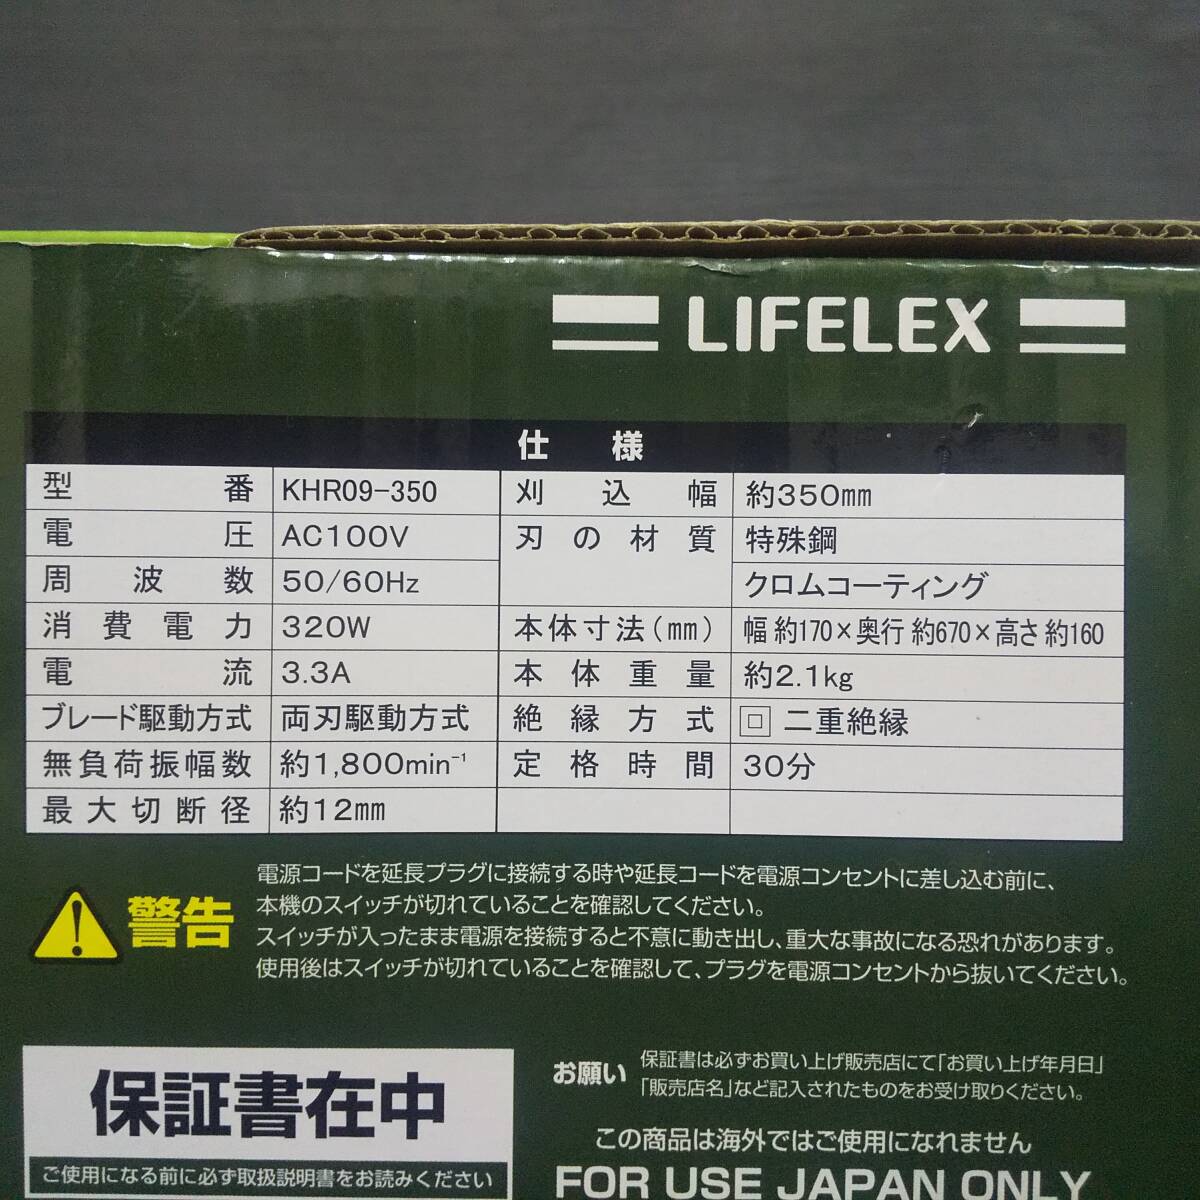 LIFELEX
仕様
型番 KHR09-350 刈込幅 約350mm
電圧 AC100V 刃の材質 特殊鋼
周波数 50/60Hz クロムコーティング
消費電力 320W 本体寸法(mm) 幅 約170×奥行 約670×高さ 約160
電流 3.3A 本体重量 約2.1kg
ブレード駆動方式 両刃駆動方式 絶縁方式 回 二重絶縁
無負荷振幅数 約1,800min⁻¹ 定格時間 30分
最大切断径 約12mm
警告
電源コードを延長プラグに接続する時や延長コードを電源コンセントに差し込む前に、
本機のスイッチが切れていることを確認してください。
スイッチが入ったまま電源を接続すると不意に動き出し、重大な事故になる恐れがあります。
使用後はスイッチが切れていることを確認して、プラグを電源コンセントから抜いてください。
保証書在中
ご使用になる前に必ず取扱説明書をお読みください
お願い
保証書は必ずお買い上げ販売店にて「お買い上げ年月日」
「販売店名」など記入されたものをお受け取りください。
この商品は海外ではご使用になれません
FOR USE JAPAN ONLY